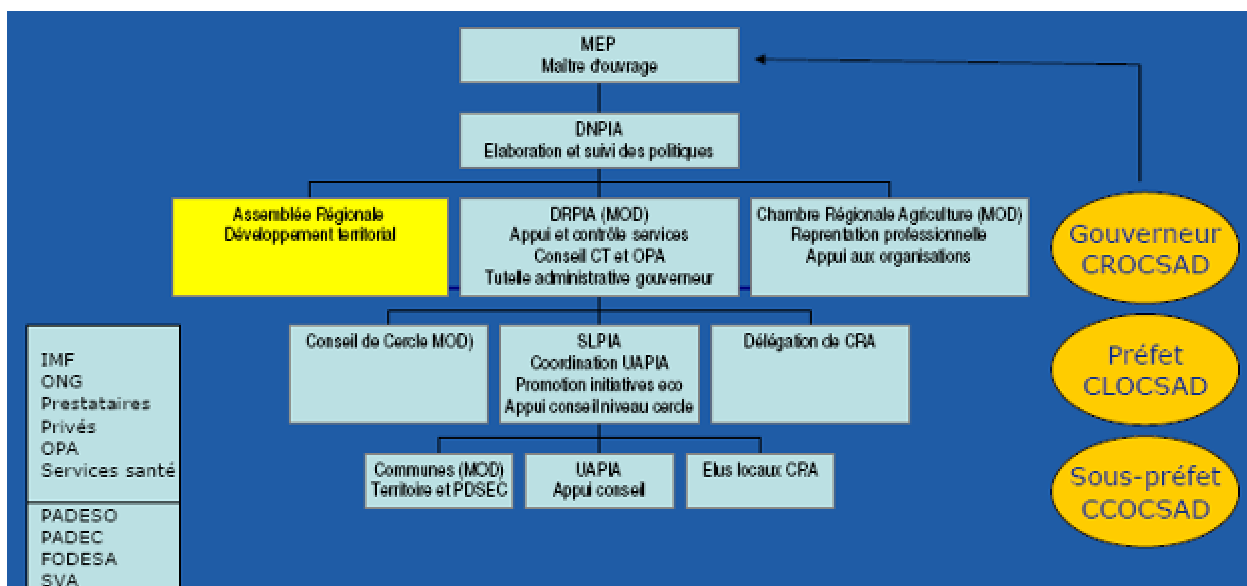 MEP
Maître d'ouvrage
DNPIA
Elaboration et suivi des politiques
Assemblée Régionale
Développement territorial
DRPIA (MOD)
Appui et contrôle services
Conseil CT et OPA
Tutelle administrative gouverneur
Chambre Régionale Agriculture (MOD)
Reprentation professionnelle
Appui aux organisations
Gouverneur
CROCSAD
Conseil de Cercle MOD)
SLPIA
Coordination UAPIA
Promotion initiatives eco
Appui conseil niveau cercle
Délégation de CRA
Préfet
CLOCSAD
IMF
ONG
Prestataires
Privés
OPA
Services santé
Communes (MOD)
Territoire et PDSEC
UAPIA
Appui conseil
Elus locaux CRA
Sous-préfet
CCOCSAD
PADESO
PADEC
FODESA
SVA